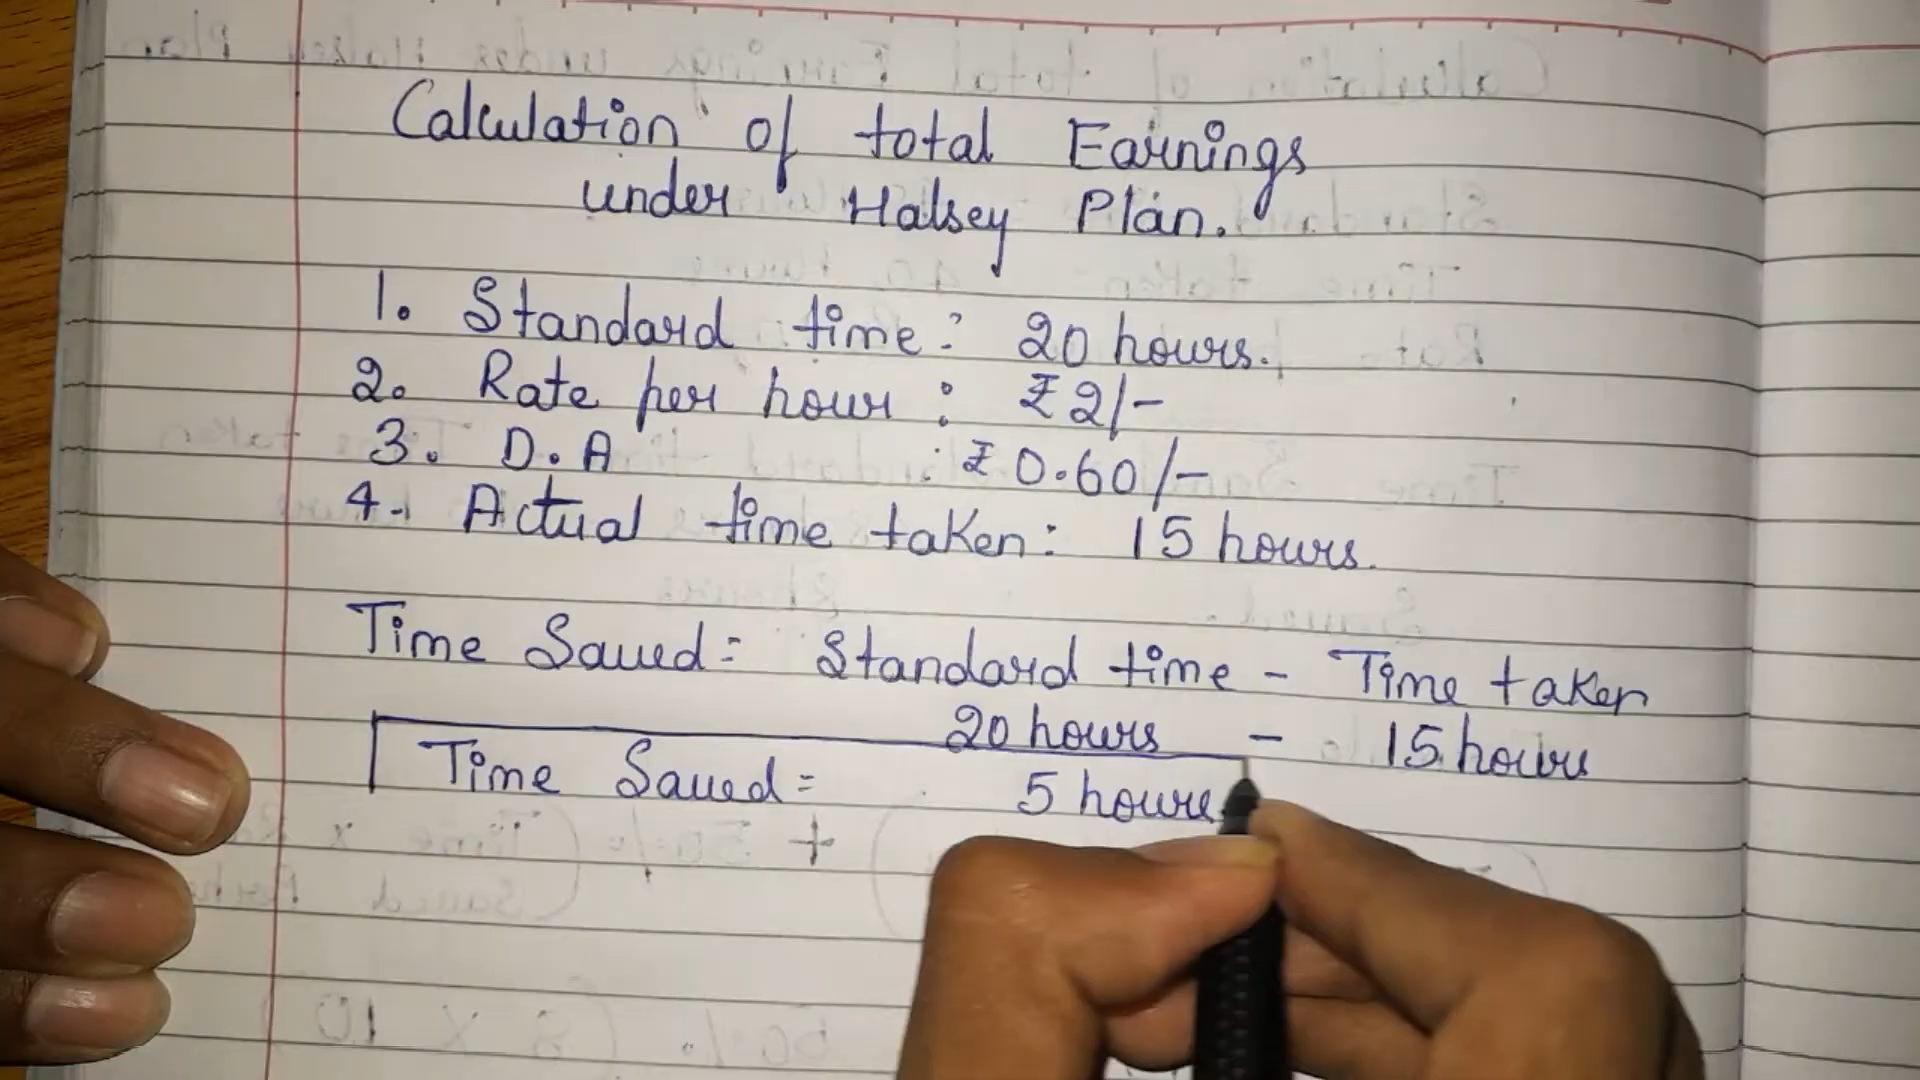 Calculation of total Earnings
under Halsey Plan.
1. Standard time: 20 hours.
2. Rate per hour : ₹2/-
3. D.A : ₹0.60/-
4. Actual time taken: 15 hours.
Time Saved = Standard time - Time taken
20 hours - 15 hours
Time Saved = 5 hours